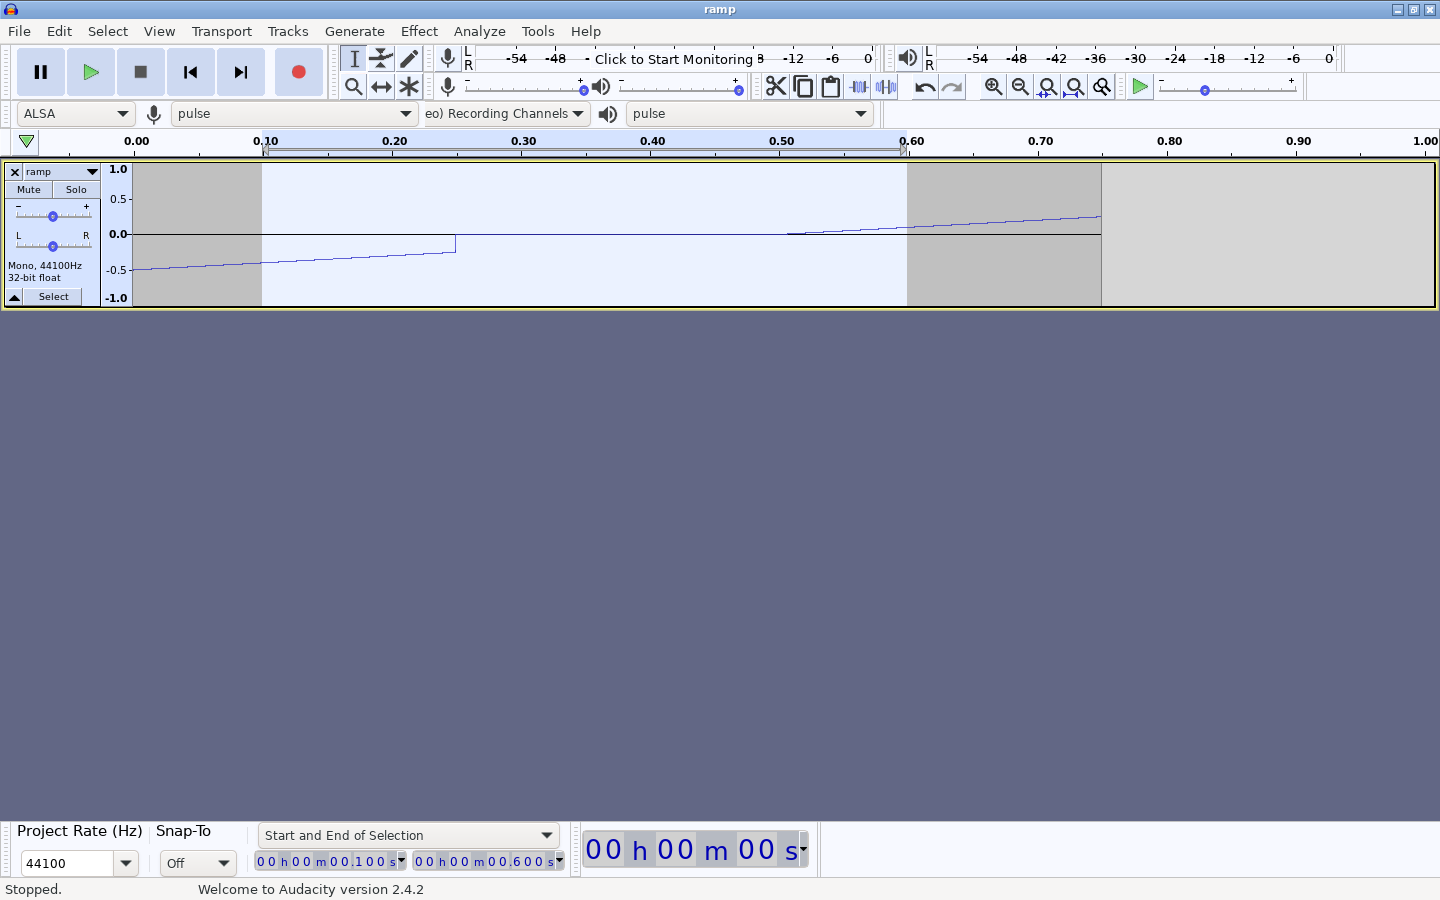 ramp
File Edit Select View Transport Tracks Generate Effect Analyze Tools Help
L R -54 -48 - Click to Start Monitoring -12 -6 0 L R -54 -48 -42 -36 -30 -24 -18 -12 -6 0
ALSA pulse eo) Recording Channels pulse
0.00 0.10 0.20 0.30 0.40 0.50 0.60 0.70 0.80 0.90 1.00
ramp
Mute Solo
- +
L R
Mono, 44100Hz
32-bit float
Select
1.0
0.5
0.0
-0.5
-1.0
Project Rate (Hz) Snap-To
Start and End of Selection
44100 Off
00 h 00 m 00.100 s 00 h 00 m 00.600 s
00 h 00 m 00 s
Stopped. Welcome to Audacity version 2.4.2